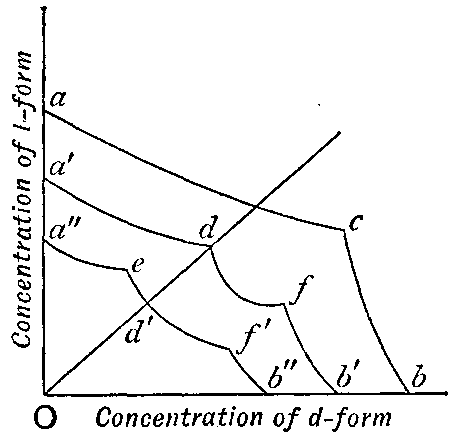 Concentration of l-form
a
a'
a"
d
c
e
d'
f
f'
b"
b'
b
O
Concentration of d-form